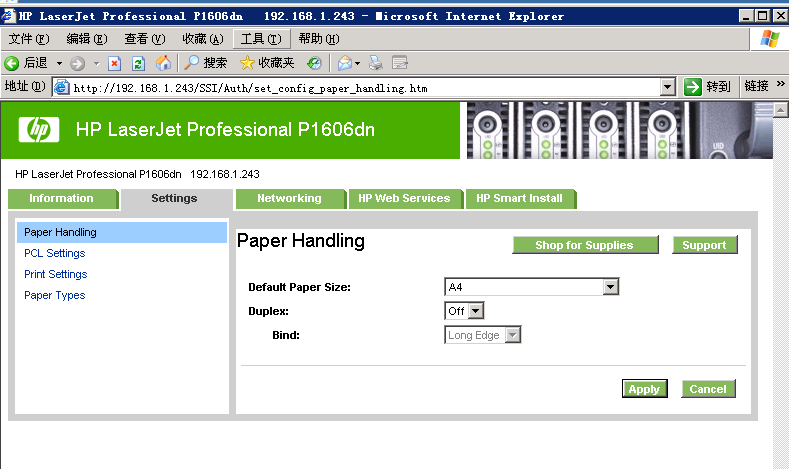 HP LaserJet Professional P1606dn   192.168.1.243 - Microsoft Internet Explorer
文件(F) 编辑(E) 查看(V) 收藏(A) 工具(T) 帮助(H)
后退 搜索 收藏夹
地址(D) http://192.168.1.243/SSI/Auth/set_config_paper_handling.htm 转到 链接 »
hp HP LaserJet Professional P1606dn UID UID
HP LaserJet Professional P1606dn   192.168.1.243
Information Settings Networking HP Web Services HP Smart Install
Paper Handling
PCL Settings
Print Settings
Paper Types
Paper Handling Shop for Supplies Support
Default Paper Size: A4
Duplex: Off
Bind: Long Edge
Apply Cancel